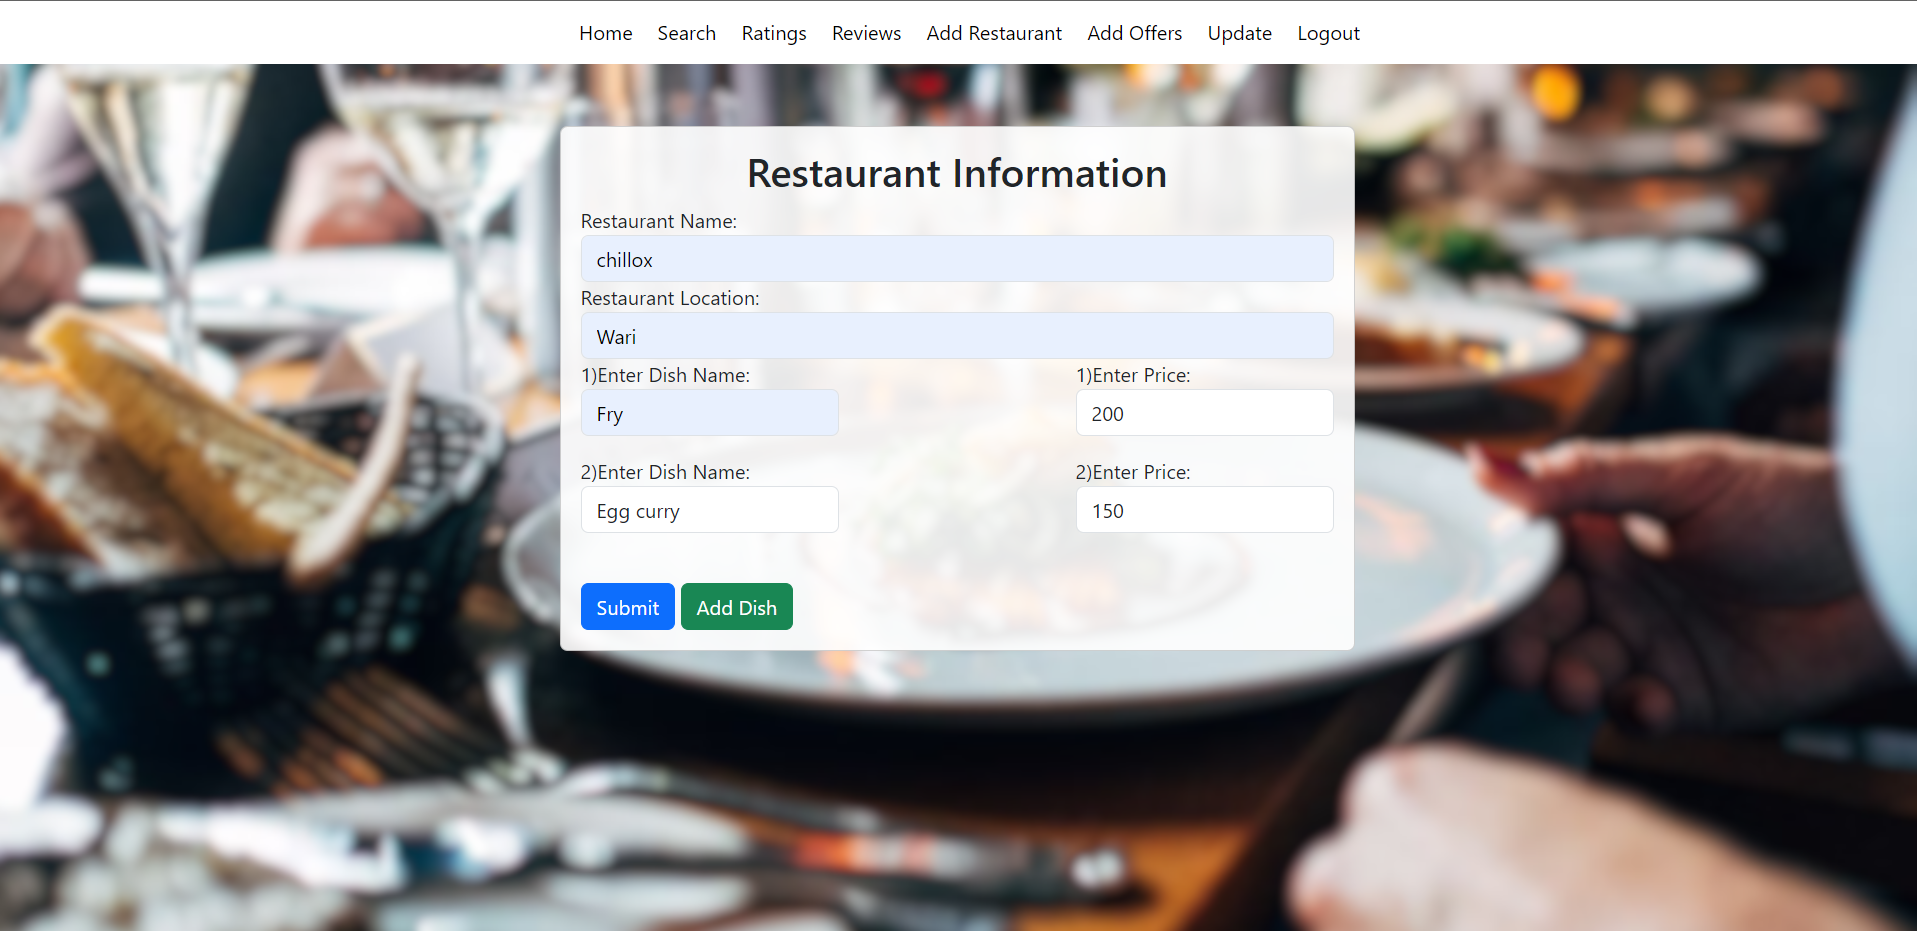 Home Search Ratings Reviews Add Restaurant Add Offers Update Logout
Restaurant Information
Restaurant Name:
chillox
Restaurant Location:
Wari
1)Enter Dish Name: 1)Enter Price:
Fry 200
2)Enter Dish Name: 2)Enter Price:
Egg curry 150
Submit Add Dish